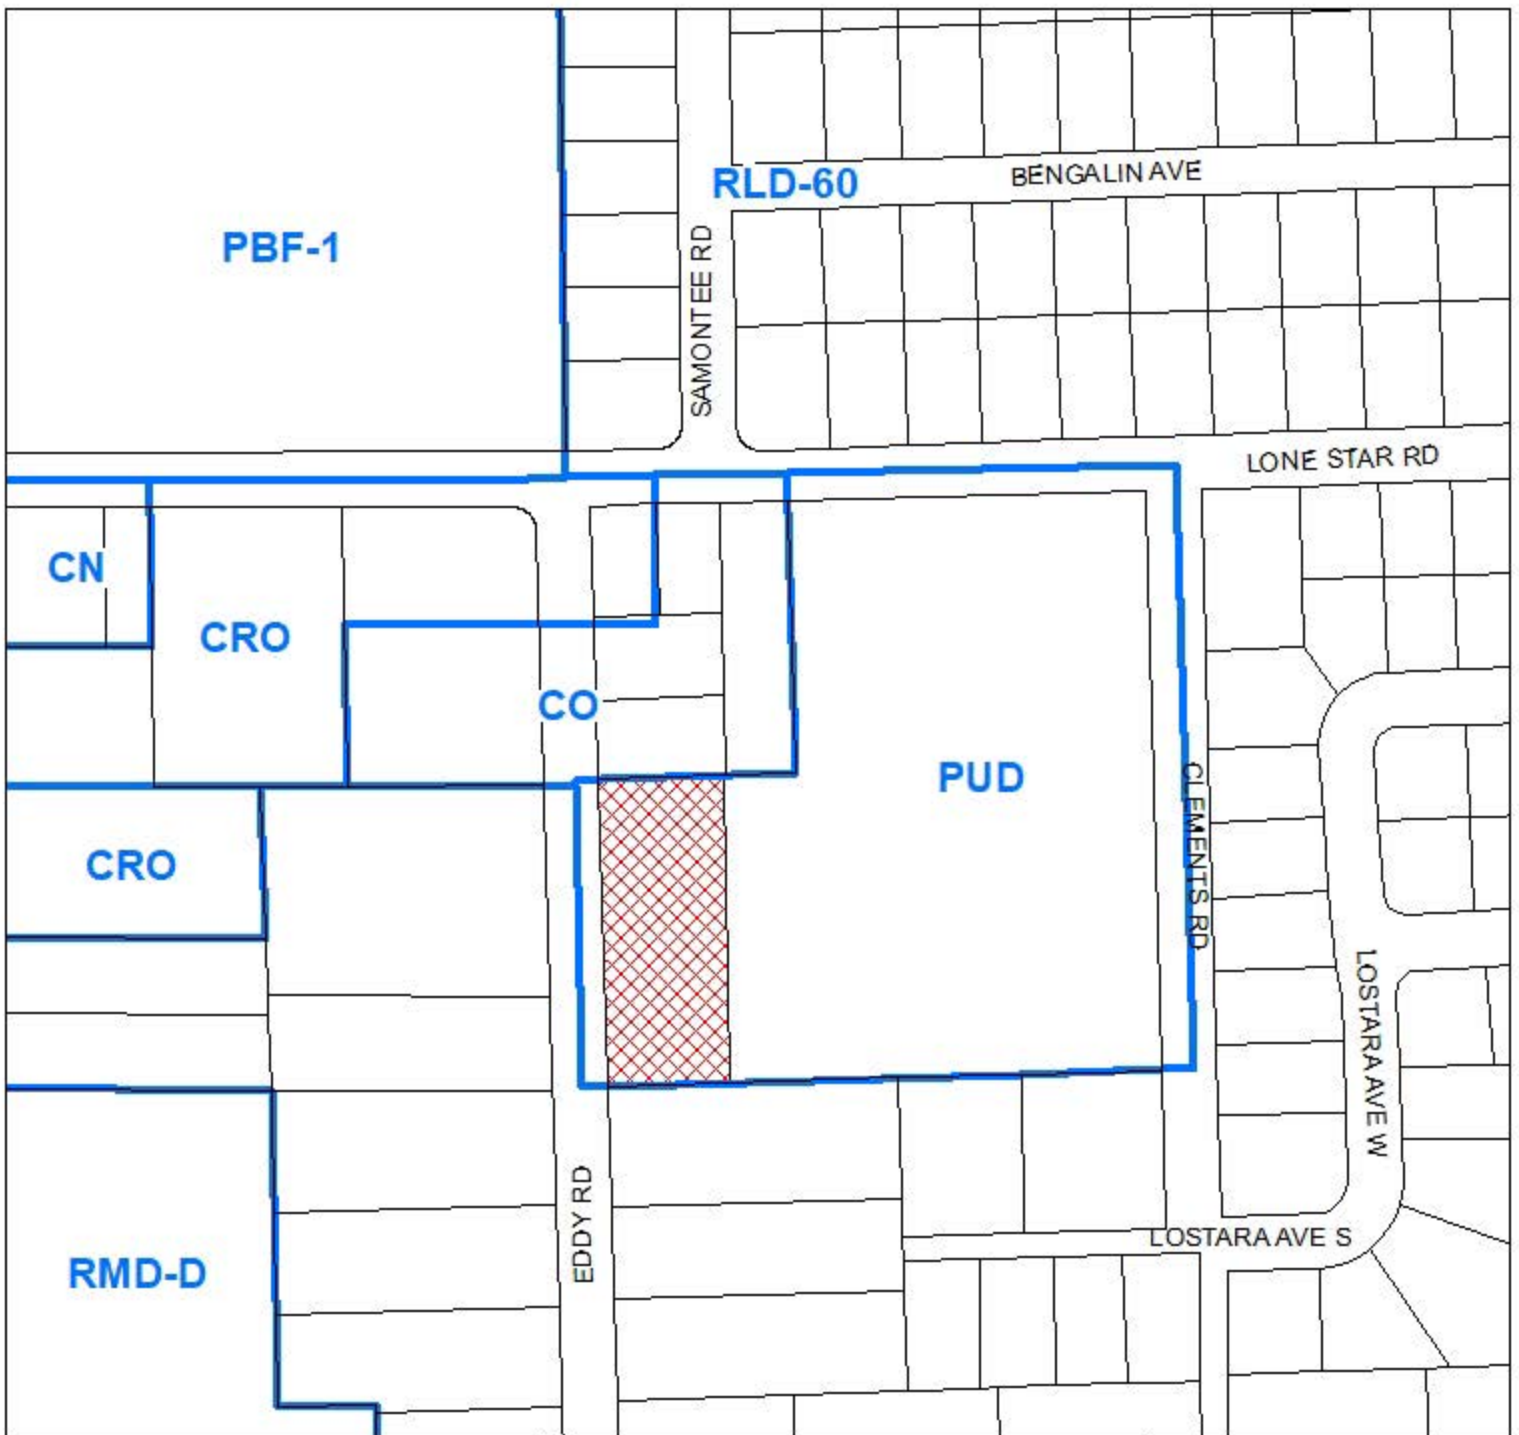 RLD-60
BENGALIN AVE
PBF-1
SAMONTEE RD
LONE STAR RD
CN
CRO
CO
PUD
CLEMENTS RD
CRO
LOSTARA AVE W
EDDY RD
LOSTARA AVE S
RMD-D